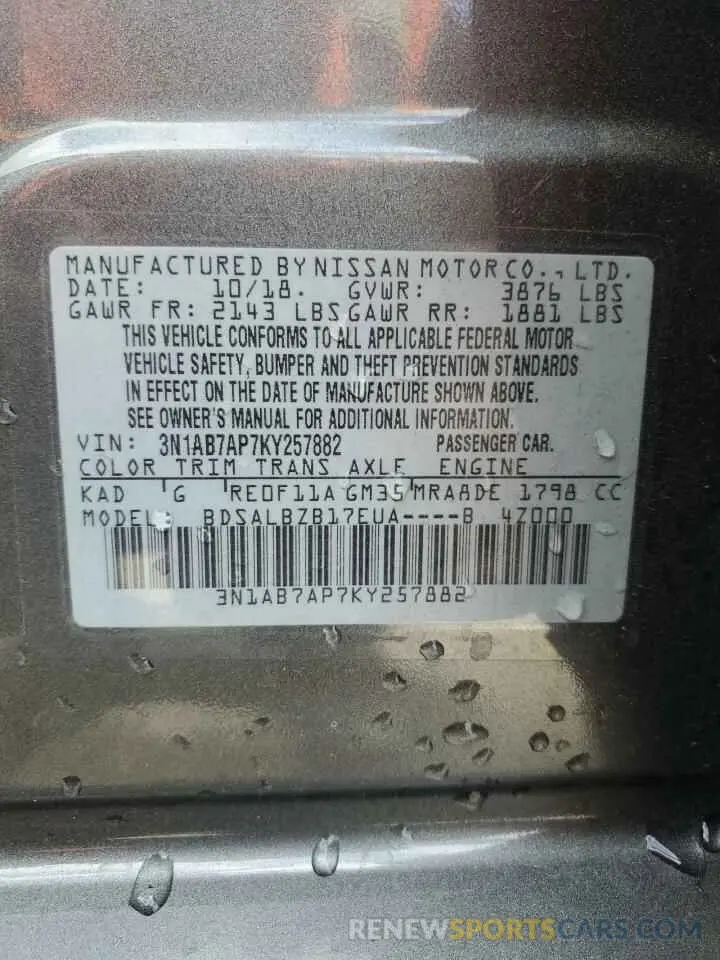 MANUFACTURED BY NISSAN MOTOR CO., LTD.
DATE: 10/18. GVWR: 3876 LBS
GAWR FR: 2143 LBS GAWR RR: 1881 LBS
THIS VEHICLE CONFORMS TO ALL APPLICABLE FEDERAL MOTOR
VEHICLE SAFETY, BUMPER AND THEFT PREVENTION STANDARDS
IN EFFECT ON THE DATE OF MANUFACTURE SHOWN ABOVE.
SEE OWNER'S MANUAL FOR ADDITIONAL INFORMATION.
VIN: 3N1AB7AP7KY257882 PASSENGER CAR.
COLOR TRIM TRANS AXLE ENGINE
KAD G RE0F11A GM35 MRA8DE 1798 CC
MODEL: BDSALBZB17EUA----B 4Z000
3N1AB7AP7KY257882
RENEWSPORTSCARS.COM